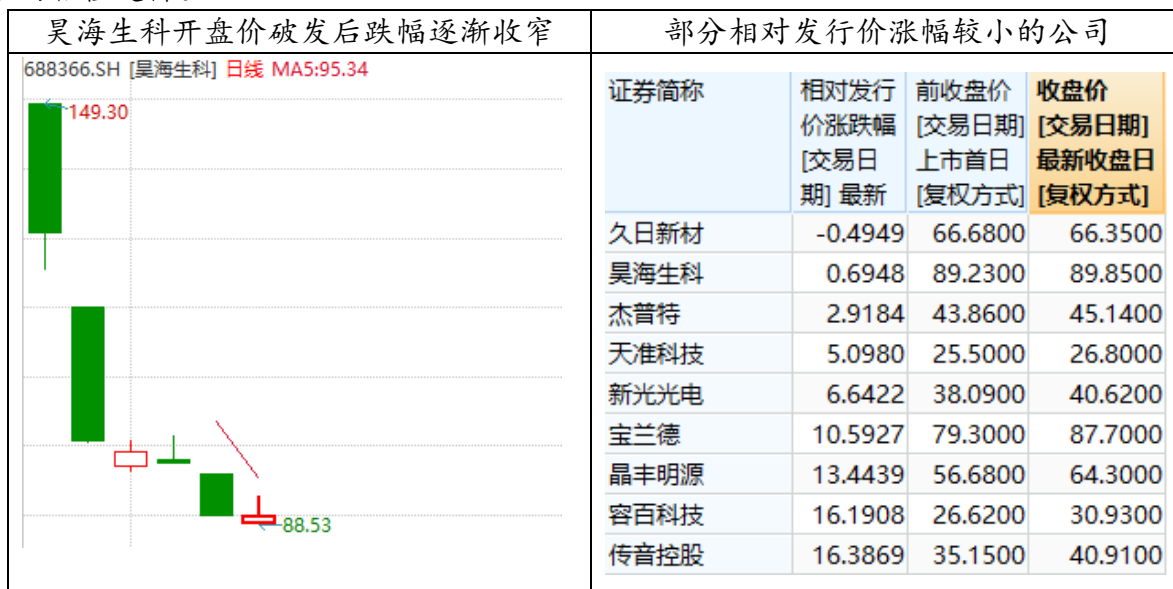 昊海生科开盘价破发后跌幅逐渐收窄 部分相对发行价涨幅较小的公司
688366.SH [昊海生科] 日线 MA5:95.34
149.30
88.53
证券简称 相对发行 前收盘价 收盘价
价涨跌幅 [交易日期] [交易日期]
[交易日 上市首日 最新收盘日
期] 最新 [复权方式] [复权方式]
久日新材 -0.4949 66.6800 66.3500
昊海生科 0.6948 89.2300 89.8500
杰普特 2.9184 43.8600 45.1400
天准科技 5.0980 25.5000 26.8000
新光光电 6.6422 38.0900 40.6200
宝兰德 10.5927 79.3000 87.7000
晶丰明源 13.4439 56.6800 64.3000
容百科技 16.1908 26.6200 30.9300
传音控股 16.3869 35.1500 40.9100